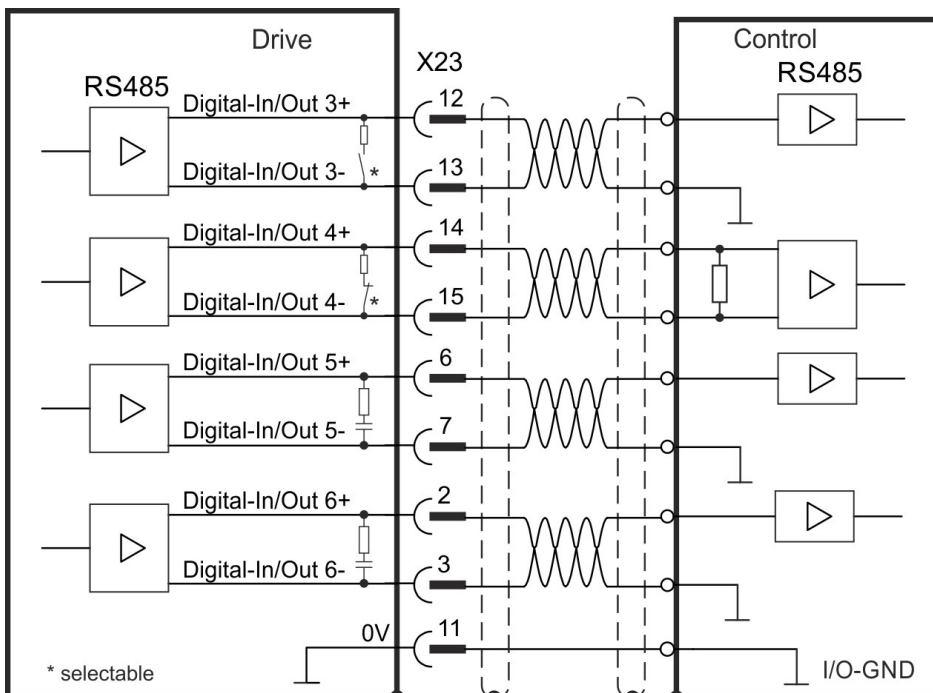 Drive
Control
X23
RS485
RS485
Digital-In/Out 3+
12
Digital-In/Out 3-
*
13
Digital-In/Out 4+
14
Digital-In/Out 4-
*
15
Digital-In/Out 5+
6
Digital-In/Out 5-
7
Digital-In/Out 6+
2
Digital-In/Out 6-
3
0V
11
* selectable
I/O-GND